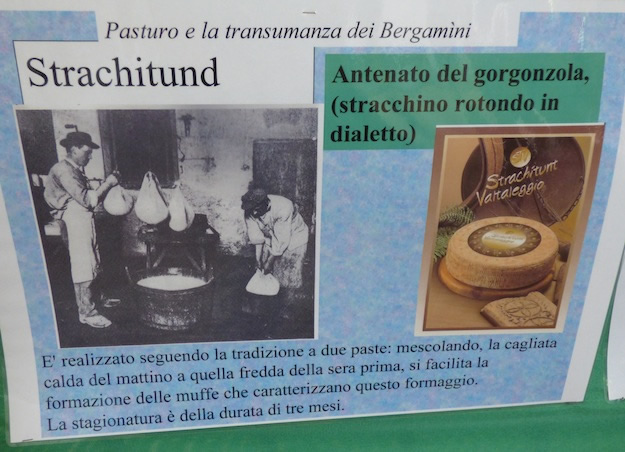 Pasturo e la transumanza dei Bergamìni
Strachitund
Antenato del gorgonzola,
(stracchino rotondo in
dialetto)
Strachitunt
Valtaleggio
E' realizzato seguendo la tradizione a due paste: mescolando, la cagliata
calda del mattino a quella fredda della sera prima, si facilita la
formazione delle muffe che caratterizzano questo formaggio.
La stagionatura è della durata di tre mesi.